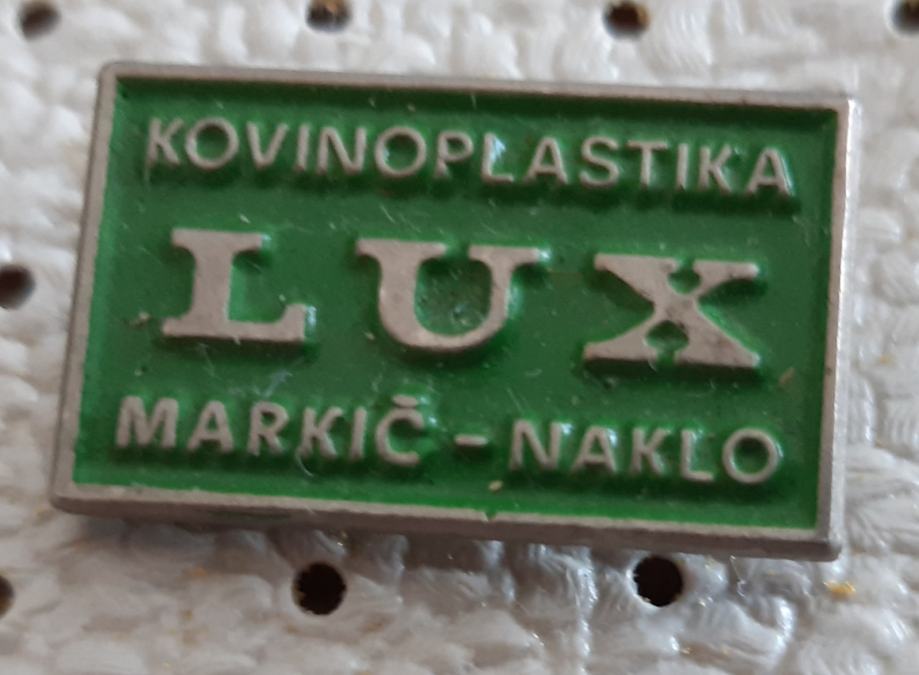 KOVINOPLASTIKA
LUX
MARKIČ - NAKLO